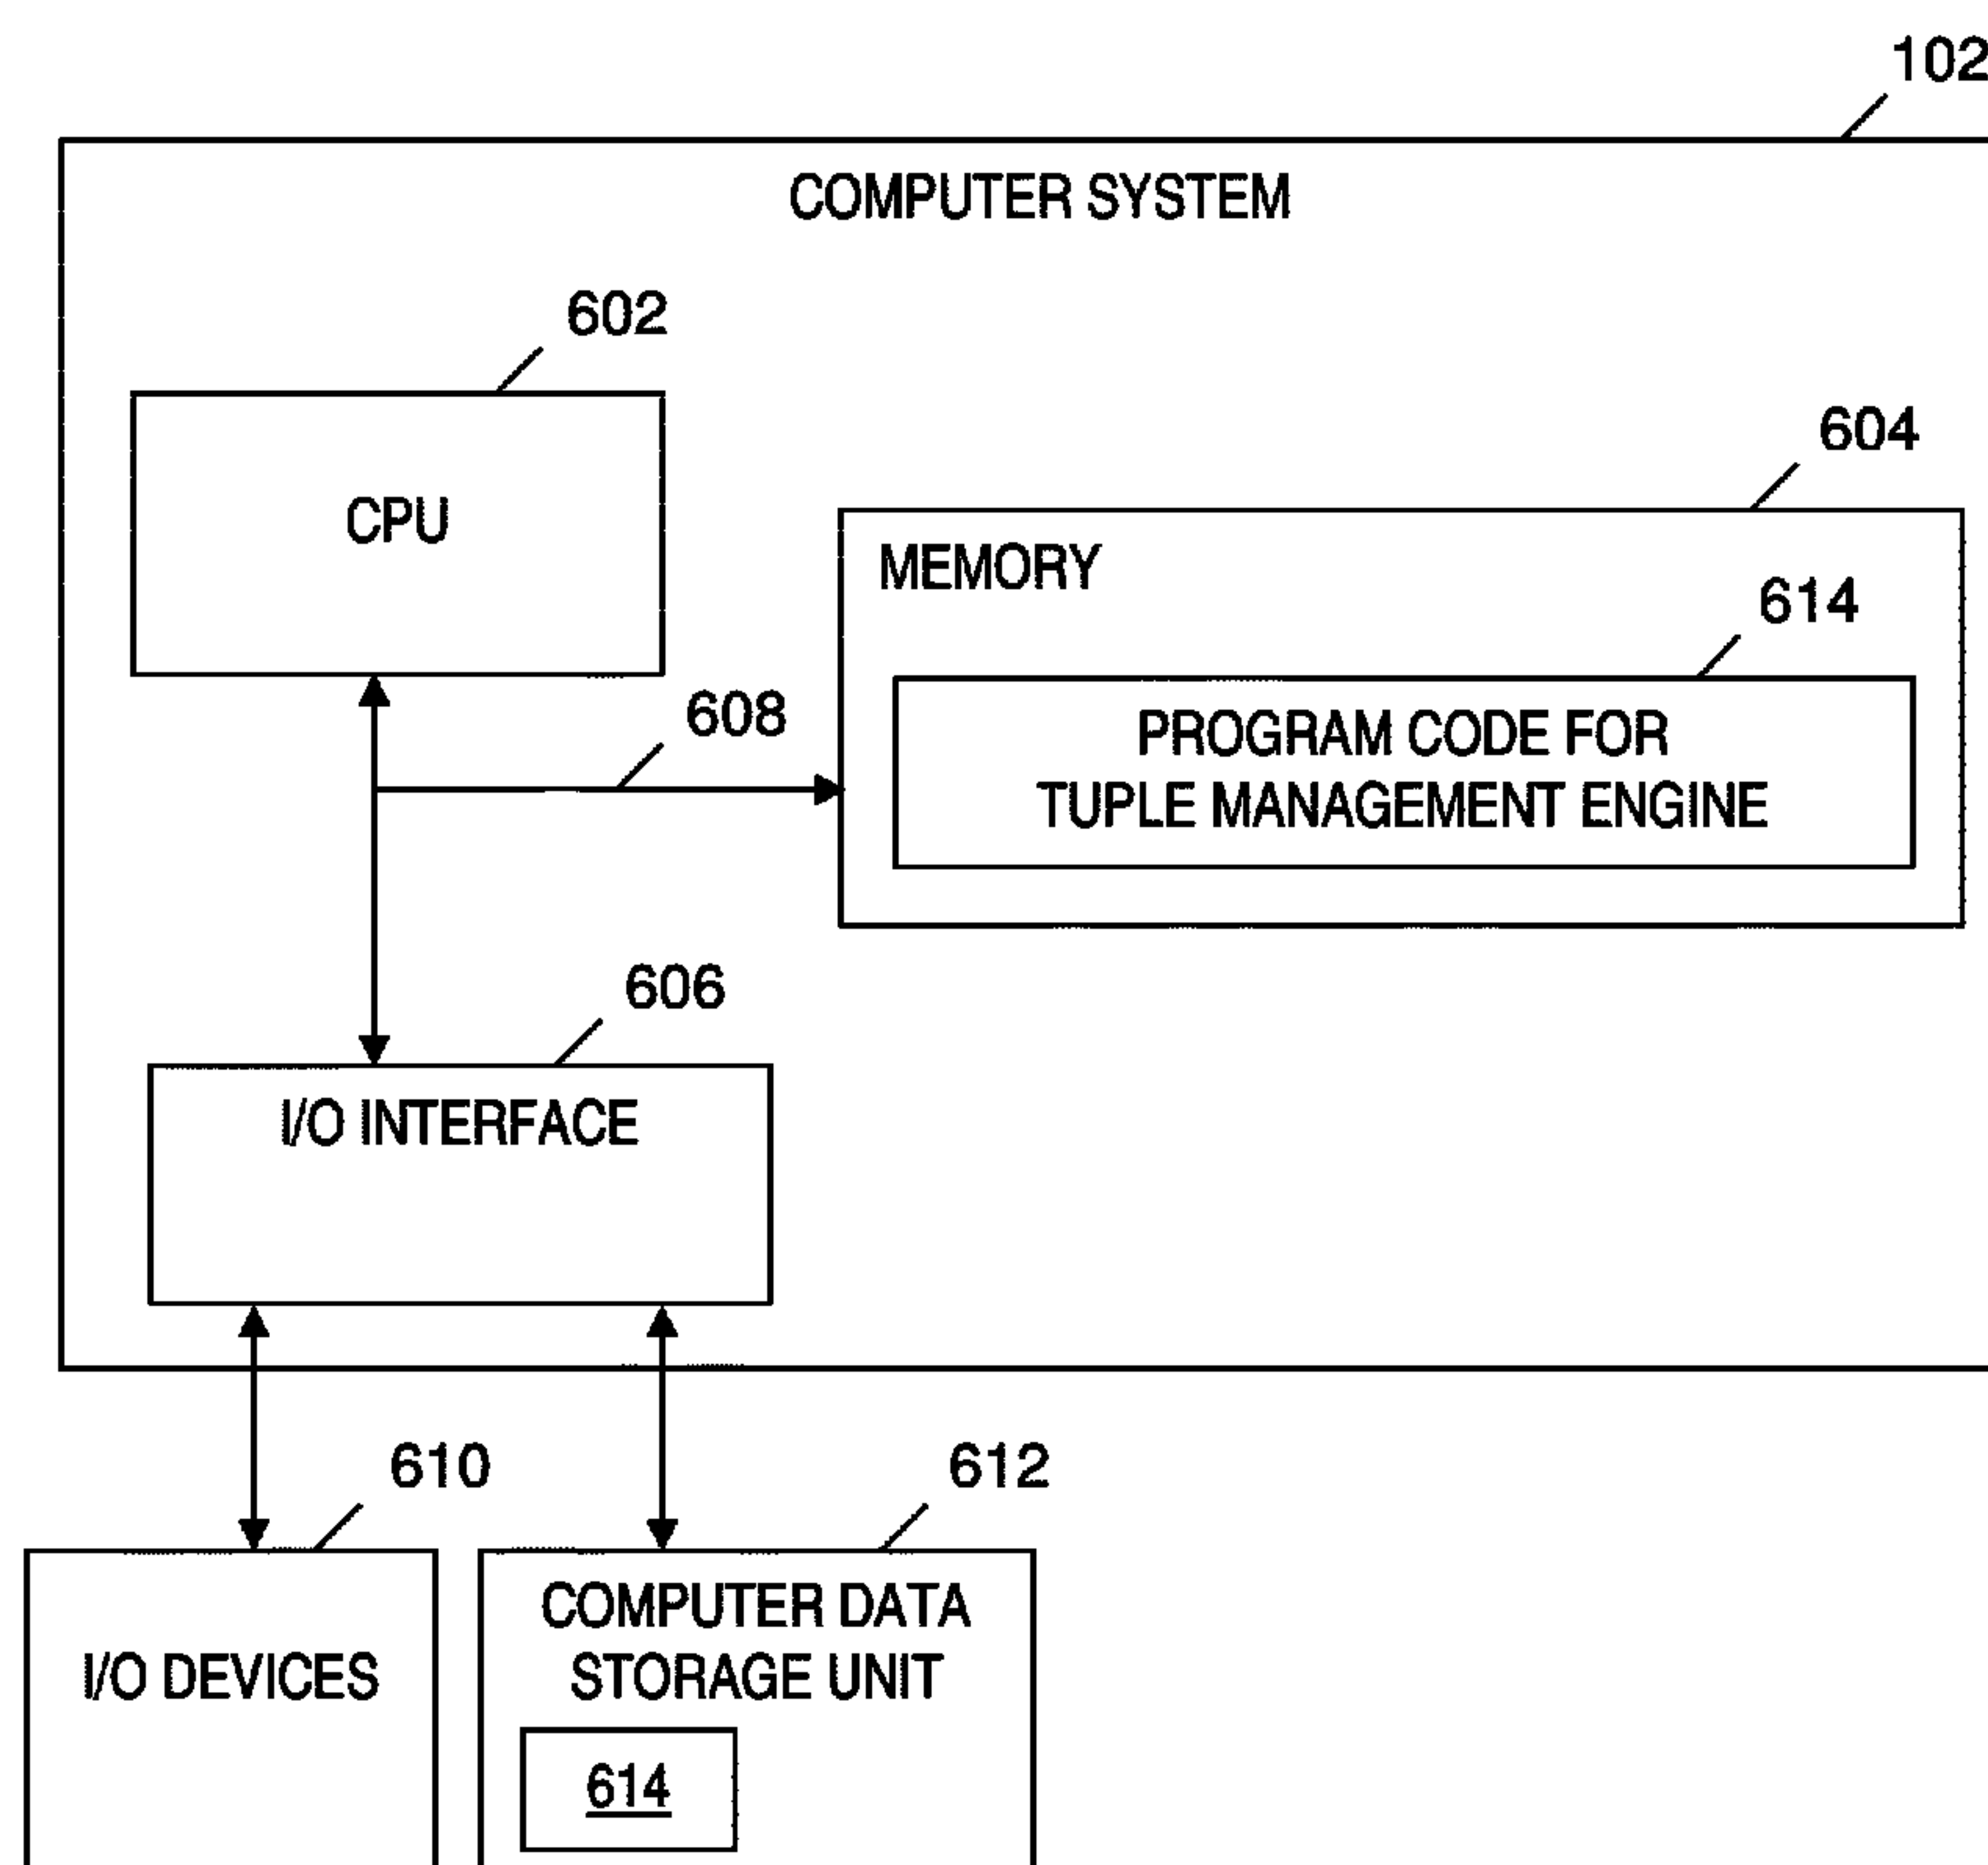 102
COMPUTER SYSTEM
602
CPU
604
MEMORY
614
PROGRAM CODE FOR
TUPLE MANAGEMENT ENGINE
608
606
I/O INTERFACE
610
612
I/O DEVICES
COMPUTER DATA
STORAGE UNIT
614